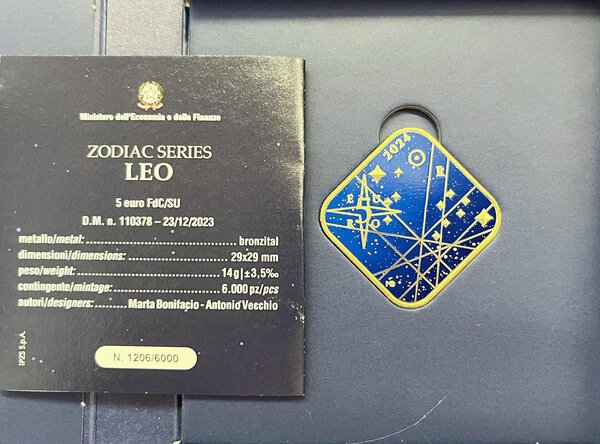 Ministero dell'Economia e delle Finanze
ZODIAC SERIES
LEO
5 euro FdC/SU
D.M. n. 110378 – 23/12/2023
metallo/metal: bronzital
dimensioni/dimensions: 29x29 mm
peso/weight: 14g|±3,5‰
contingente/mintage: 6.000 pz/pcs
autori/designers: Marta Bonifacio - Antonio Vecchio
IPZS S.p.A.
N. 1206/6000
2024
R
5
E U
R O